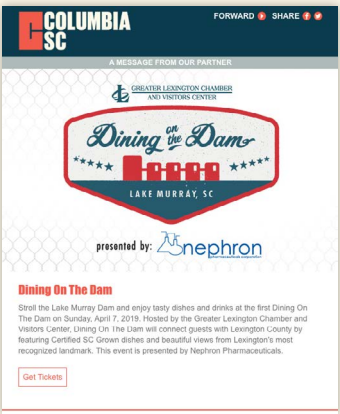 COLUMBIA
SC
FORWARD SHARE
A MESSAGE FROM OUR PARTNER
GREATER LEXINGTON CHAMBER
AND VISITORS CENTER
Dining on the Dam
LAKE MURRAY, SC
presented by: nephron
pharmaceuticals corporation
Dining On The Dam
Stroll the Lake Murray Dam and enjoy tasty dishes and drinks at the first Dining On
The Dam on Sunday, April 7, 2019. Hosted by the Greater Lexington Chamber and
Visitors Center, Dining On The Dam will connect guests with Lexington County by
featuring Certified SC Grown dishes and beautiful views from Lexington's most
recognized landmark. This event is presented by Nephron Pharmaceuticals.
Get Tickets